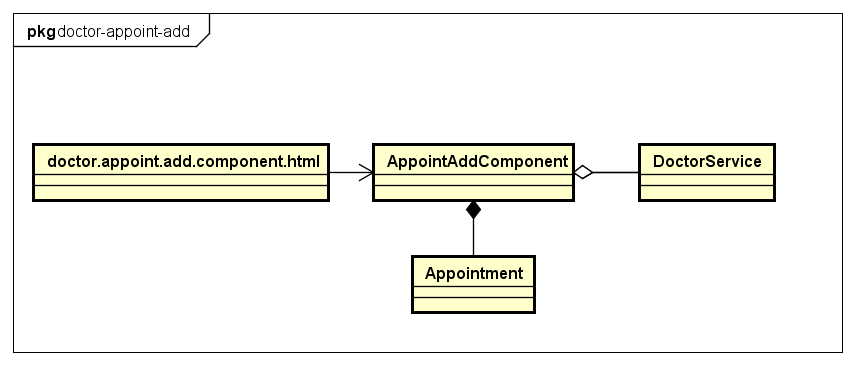 pkg doctor-appoint-add
doctor.appoint.add.component.html
AppointAddComponent
DoctorService
Appointment